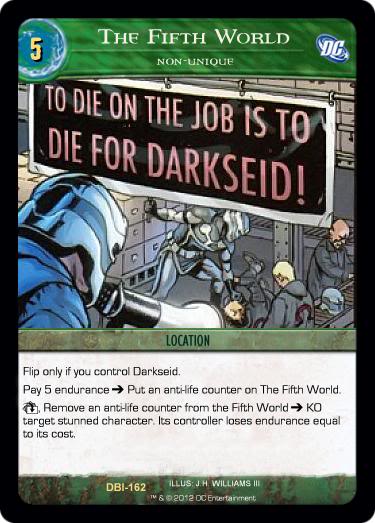 5
THE FIFTH WORLD
NON-UNIQUE
DC
TO DIE ON THE JOB IS TO
DIE FOR DARKSEID!
LOCATION
Flip only if you control Darkseid.
Pay 5 endurance ➔ Put an anti-life counter on The Fifth World.
, Remove an anti-life counter from the Fifth World ➔ KO
target stunned character. Its controller loses endurance equal
to its cost.
DBI-162
ILLUS: J.H. WILLIAMS III
™ & © 2012 DC Entertainment